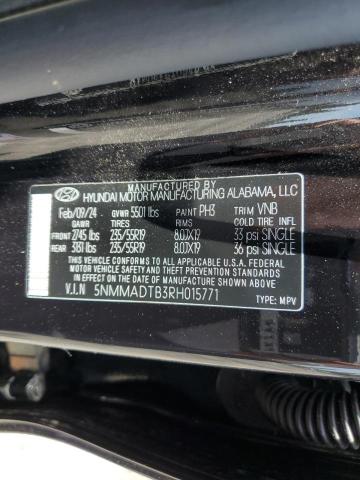 MANUFACTURED BY
HYUNDAI MOTOR MANUFACTURING ALABAMA, LLC
Feb/09/24 GVWR 5501 lbs PAINT PH3 TRIM VNB
GAWR TIRES RIMS COLD TIRE INFL
FRONT 2745 lbs 235/55R19 8.0JX19 33 psi SINGLE
REAR 3181 lbs 235/55R19 8.0JX19 36 psi SINGLE
THIS VEHICLE CONFORMS TO ALL APPLICABLE U.S.A. FEDERAL
MOTOR VEHICLE SAFETY, BUMPER, AND THEFT PREVENTION
STANDARDS IN EFFECT ON THE DATE OF MANUFACTURE SHOWN ABOVE
V.I.N 5NMMADTB3RH015771
TYPE: MPV